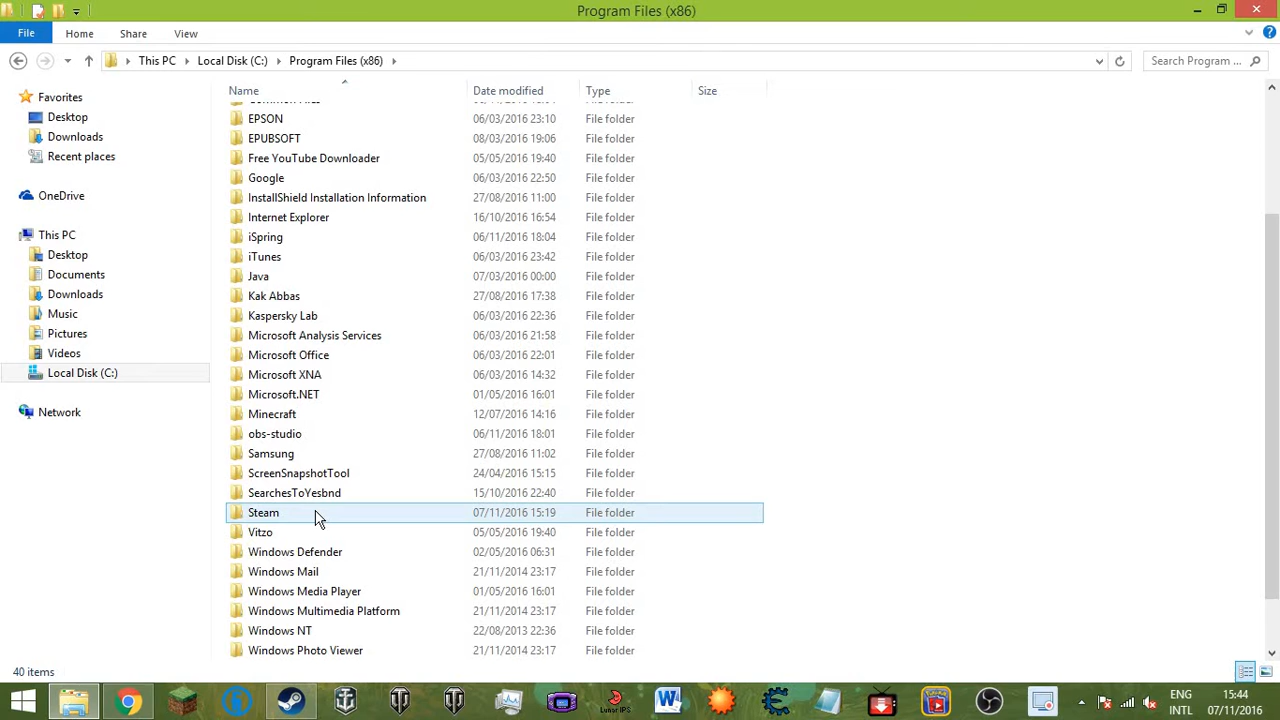 Program Files (x86)
File Home Share View
This PC Local Disk (C:) Program Files (x86) Search Program ...
Name Date modified Type Size
EPSON 06/03/2016 23:10 File folder
EPUBSOFT 08/03/2016 19:06 File folder
Free YouTube Downloader 05/05/2016 19:40 File folder
Google 06/03/2016 22:50 File folder
InstallShield Installation Information 27/08/2016 11:00 File folder
Internet Explorer 16/10/2016 16:54 File folder
iSpring 06/11/2016 18:04 File folder
iTunes 06/03/2016 23:42 File folder
Java 07/03/2016 00:00 File folder
Kak Abbas 27/08/2016 17:38 File folder
Kaspersky Lab 06/03/2016 22:36 File folder
Microsoft Analysis Services 06/03/2016 21:58 File folder
Microsoft Office 06/03/2016 22:01 File folder
Microsoft XNA 06/03/2016 14:32 File folder
Microsoft.NET 01/05/2016 16:01 File folder
Minecraft 12/07/2016 14:16 File folder
obs-studio 06/11/2016 18:01 File folder
Samsung 27/08/2016 11:02 File folder
ScreenSnapshotTool 24/04/2016 15:15 File folder
SearchesToYesbnd 15/10/2016 22:40 File folder
Steam 07/11/2016 15:19 File folder
Vitzo 05/05/2016 19:40 File folder
Windows Defender 02/05/2016 06:31 File folder
Windows Mail 21/11/2014 23:17 File folder
Windows Media Player 01/05/2016 16:01 File folder
Windows Multimedia Platform 21/11/2014 23:17 File folder
Windows NT 22/08/2013 22:36 File folder
Windows Photo Viewer 21/11/2014 23:17 File folder
Favorites
Desktop
Downloads
Recent places
OneDrive
This PC
Desktop
Documents
Downloads
Music
Pictures
Videos
Local Disk (C:)
Network
40 items
Lunar IPS
ENG
INTL
15:44
07/11/2016